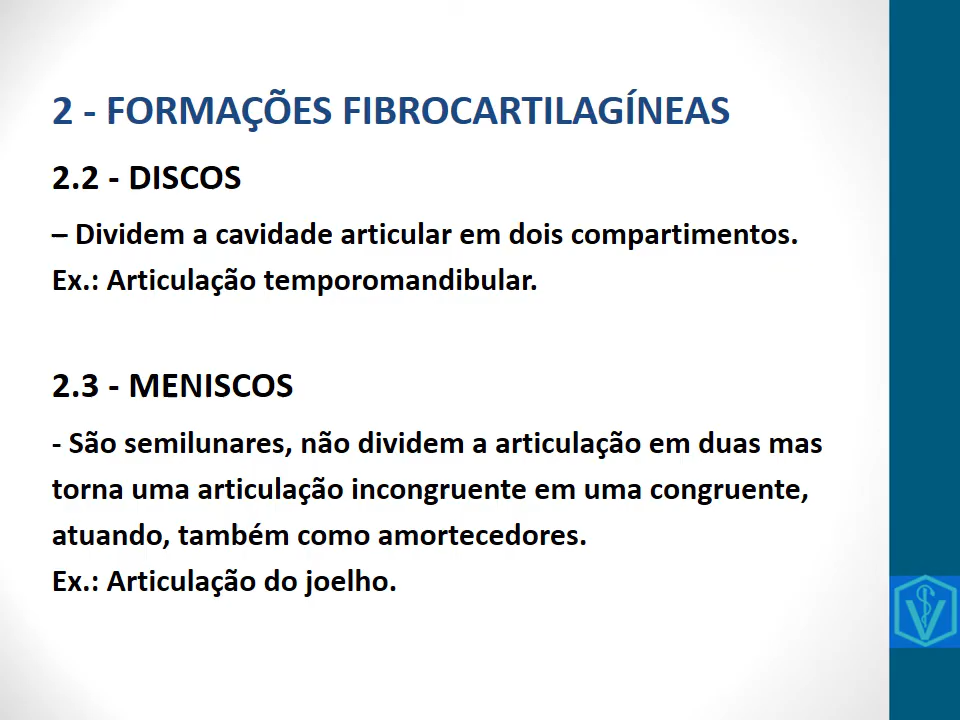 2 - FORMAÇÕES FIBROCARTILAGÍNEAS
2.2 - DISCOS
– Dividem a cavidade articular em dois compartimentos.
Ex.: Articulação temporomandibular.
2.3 - MENISCOS
- São semilunares, não dividem a articulação em duas mas
torna uma articulação incongruente em uma congruente,
atuando, também como amortecedores.
Ex.: Articulação do joelho.